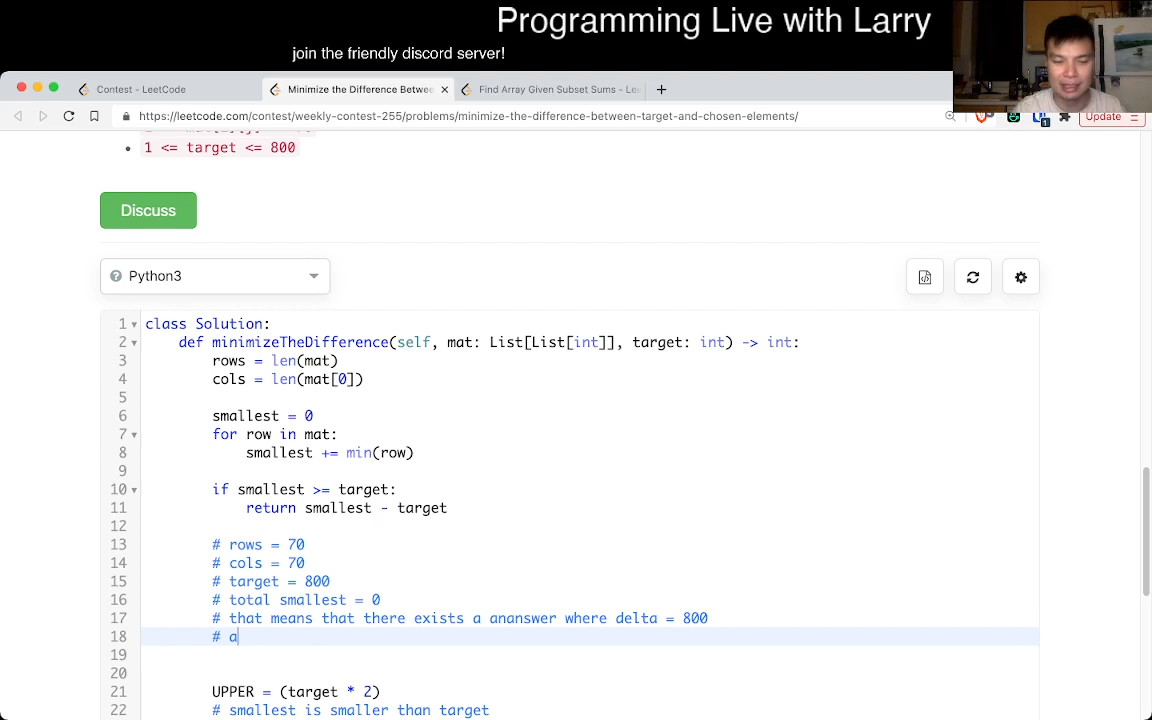 Programming Live with Larry
join the friendly discord server!
Contest - LeetCode
Minimize the Difference Betwee
Find Array Given Subset Sums - Lee
https://leetcode.com/contest/weekly-contest-255/problems/minimize-the-difference-between-target-and-chosen-elements/
Update
1 <= target <= 800
Discuss
Python3
1 class Solution:
2 def minimizeTheDifference(self, mat: List[List[int]], target: int) -> int:
3 rows = len(mat)
4 cols = len(mat[0])
5
6 smallest = 0
7 for row in mat:
8 smallest += min(row)
9
10 if smallest >= target:
11 return smallest - target
12
13 # rows = 70
14 # cols = 70
15 # target = 800
16 # total smallest = 0
17 # that means that there exists a ananswer where delta = 800
18 # a
19
20
21 UPPER = (target * 2)
22 # smallest is smaller than target